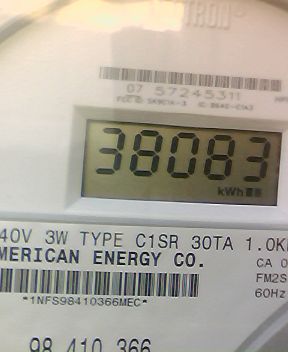 TRON
07 57245311
38083
kWh
40V 3W TYPE C1SR 30TA 1.0K
MERICAN ENERGY CO.
CA 0
FM2S
60Hz
*1NFS98410366MEC*
98 410 366